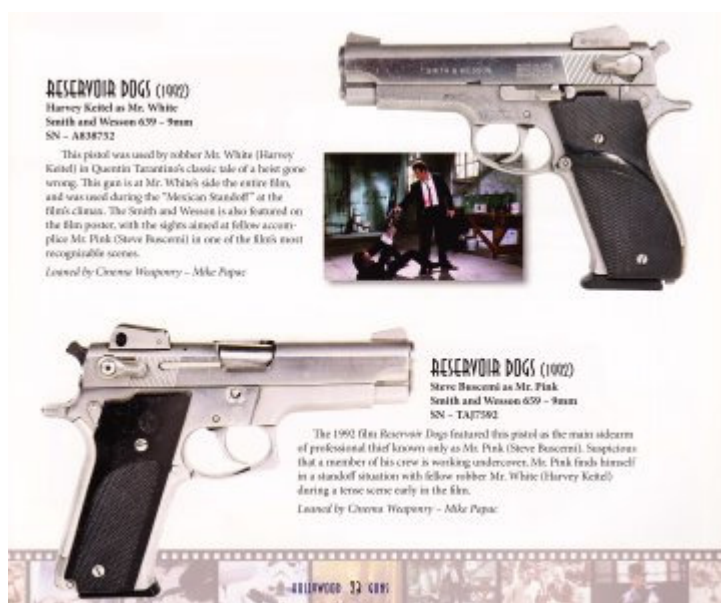 RESERVOIR DOGS (1992)
Harvey Keitel as Mr. White
Smith and Wesson 659 – 9mm
SN – A838752
This pistol was used by robber Mr. White (Harvey
Keitel) in Quentin Tarantino's classic tale of a heist gone
wrong. This gun is at Mr. White's side the entire film,
and was used during the "Mexican Standoff" at the
film's climax. The Smith and Wesson is also featured on
the film poster, with the sights aimed at fellow accom-
plice Mr. Pink (Steve Buscemi) in one of the film's most
recognizable scenes.
Loaned by Cinema Weaponry – Mike Papac
SMITH & WESSON
RESERVOIR DOGS (1992)
Steve Buscemi as Mr. Pink
Smith and Wesson 659 – 9mm
SN – TAJ7592
The 1992 film Reservoir Dogs featured this pistol as the main sidearm
of professional thief known only as Mr. Pink (Steve Buscemi). Suspicious
that a member of his crew is working undercover, Mr. Pink finds himself
in a standoff situation with fellow robber Mr. White (Harvey Keitel)
during a tense scene early in the film.
Loaned by Cinema Weaponry – Mike Papac
HOLLYWOOD 33 GUNS